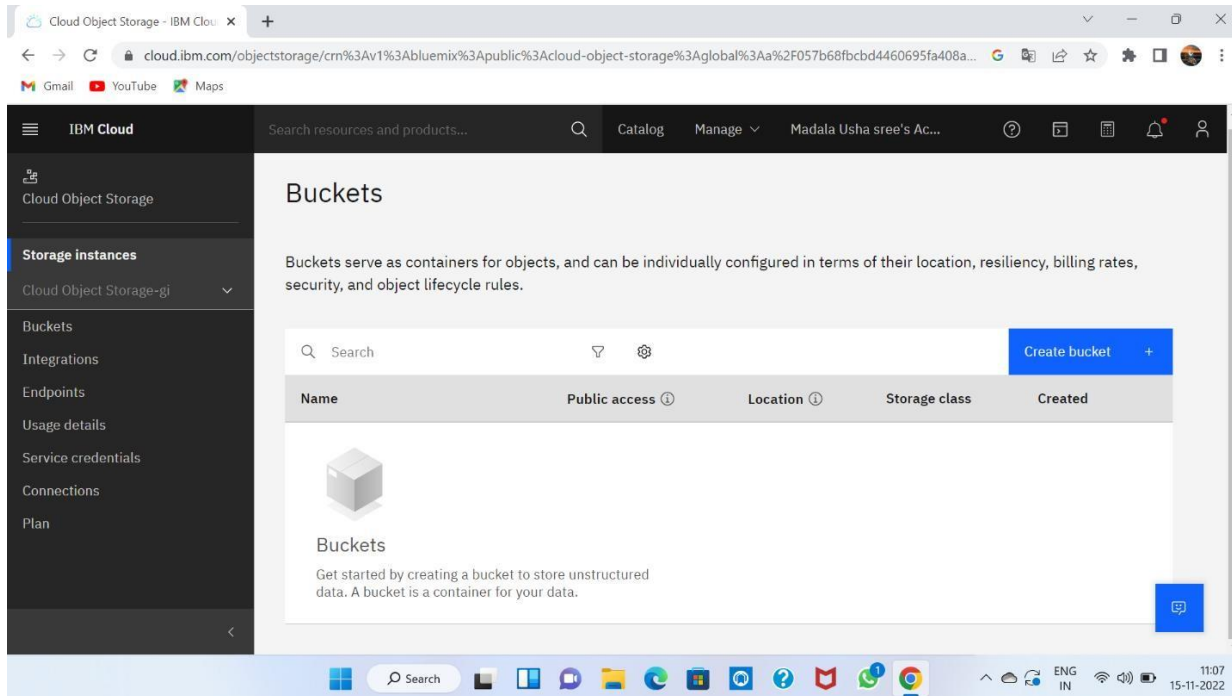 Cloud Object Storage - IBM Clou
cloud.ibm.com/objectstorage/crn%3Av1%3Abluemix%3Apublic%3Acloud-object-storage%3Aglobal%3Aa%2F057b68fbcbd4460695fa408a...
Gmail YouTube Maps
IBM Cloud Search resources and products... Catalog Manage Madala Usha sree's Ac...
Cloud Object Storage
Storage instances
Cloud Object Storage-gi
Buckets
Integrations
Endpoints
Usage details
Service credentials
Connections
Plan
Buckets
Buckets serve as containers for objects, and can be individually configured in terms of their location, resiliency, billing rates,
security, and object lifecycle rules.
Search Create bucket +
Name Public access Location Storage class Created
Buckets
Get started by creating a bucket to store unstructured
data. A bucket is a container for your data.
Search 1 ENG 11:07
IN 15-11-2022